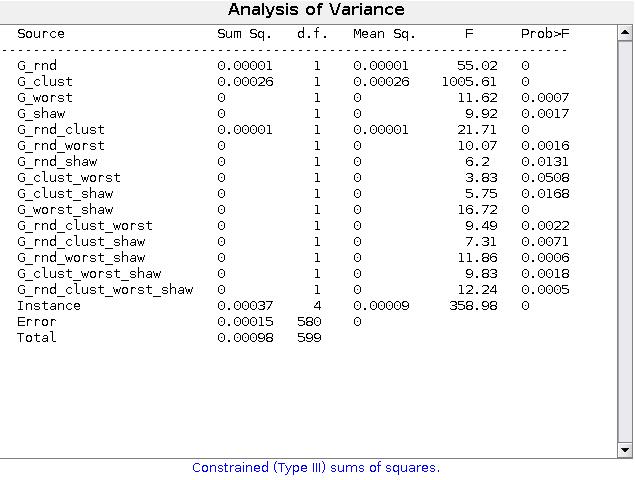 Analysis of Variance
Source Sum Sq. d.f. Mean Sq. F Prob>F
G_rnd 0.00001 1 0.00001 55.02 0
G_clust 0.00026 1 0.00026 1005.61 0
G_worst 0 1 0 11.62 0.0007
G_shaw 0 1 0 9.92 0.0017
G_rnd_clust 0.00001 1 0.00001 21.71 0
G_rnd_worst 0 1 0 10.07 0.0016
G_rnd_shaw 0 1 0 6.2 0.0131
G_clust_worst 0 1 0 3.83 0.0508
G_clust_shaw 0 1 0 5.75 0.0168
G_worst_shaw 0 1 0 16.72 0
G_rnd_clust_worst 0 1 0 9.49 0.0022
G_rnd_clust_shaw 0 1 0 7.31 0.0071
G_rnd_worst_shaw 0 1 0 11.86 0.0006
G_clust_worst_shaw 0 1 0 9.83 0.0018
G_rnd_clust_worst_shaw 0 1 0 12.24 0.0005
Instance 0.00037 4 0.00009 358.98 0
Error 0.00015 580 0
Total 0.00098 599
Constrained (Type III) sums of squares.